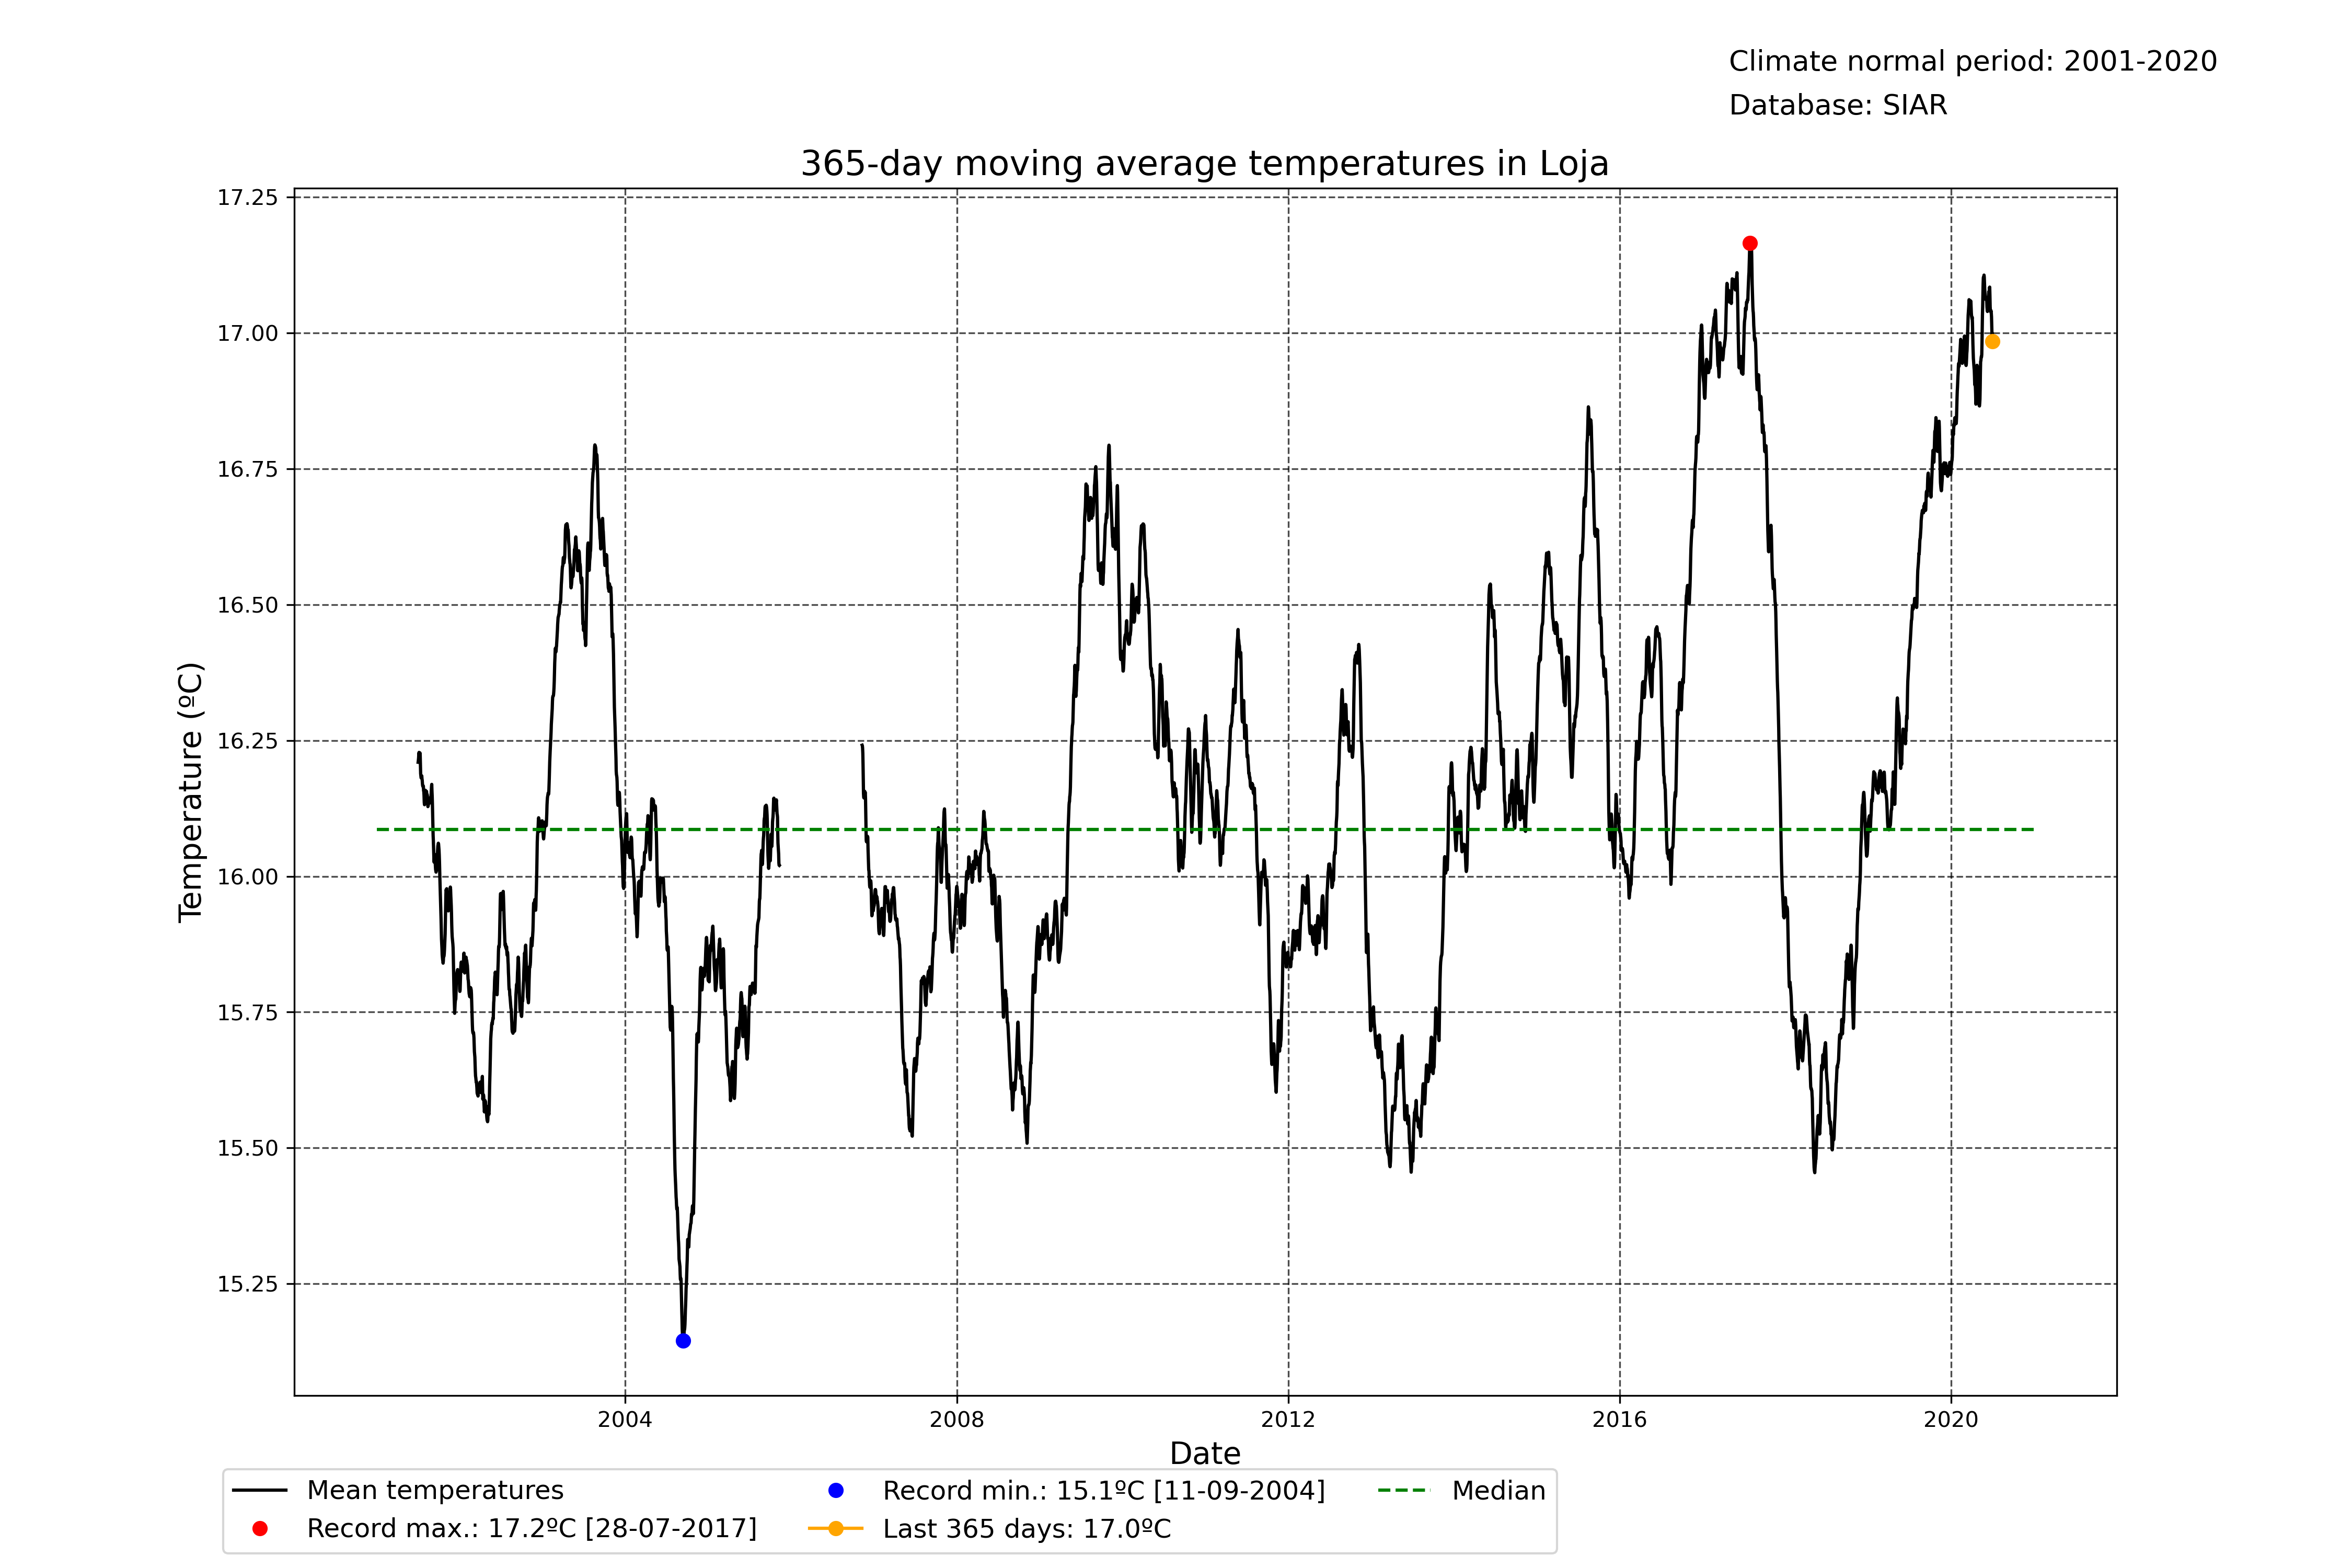 Climate normal period: 2001-2020
Database: SIAR
365-day moving average temperatures in Loja
17.25
17.00
16.75
16.50
16.25
16.00
15.75
15.50
15.25
Temperature (ºC)
2004 2008 2012 2016 2020
Date
Mean temperatures
Record max.: 17.2ºC [28-07-2017]
Record min.: 15.1ºC [11-09-2004]
Last 365 days: 17.0ºC
Median